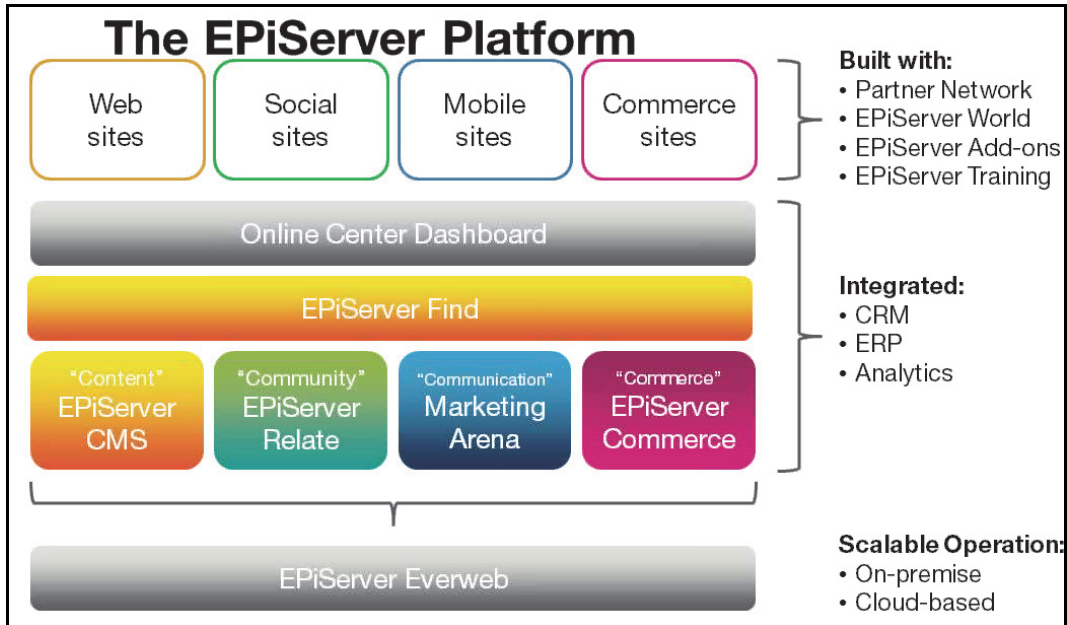 The EPiServer Platform
Web
sites
Social
sites
Mobile
sites
Commerce
sites
Built with:
• Partner Network
• EPiServer World
• EPiServer Add-ons
• EPiServer Training
Online Center Dashboard
EPiServer Find
"Content"
EPiServer
CMS
"Community"
EPiServer
Relate
"Communication"
Marketing
Arena
"Commerce"
EPiServer
Commerce
Integrated:
• CRM
• ERP
• Analytics
EPiServer Everweb
Scalable Operation:
• On-premise
• Cloud-based